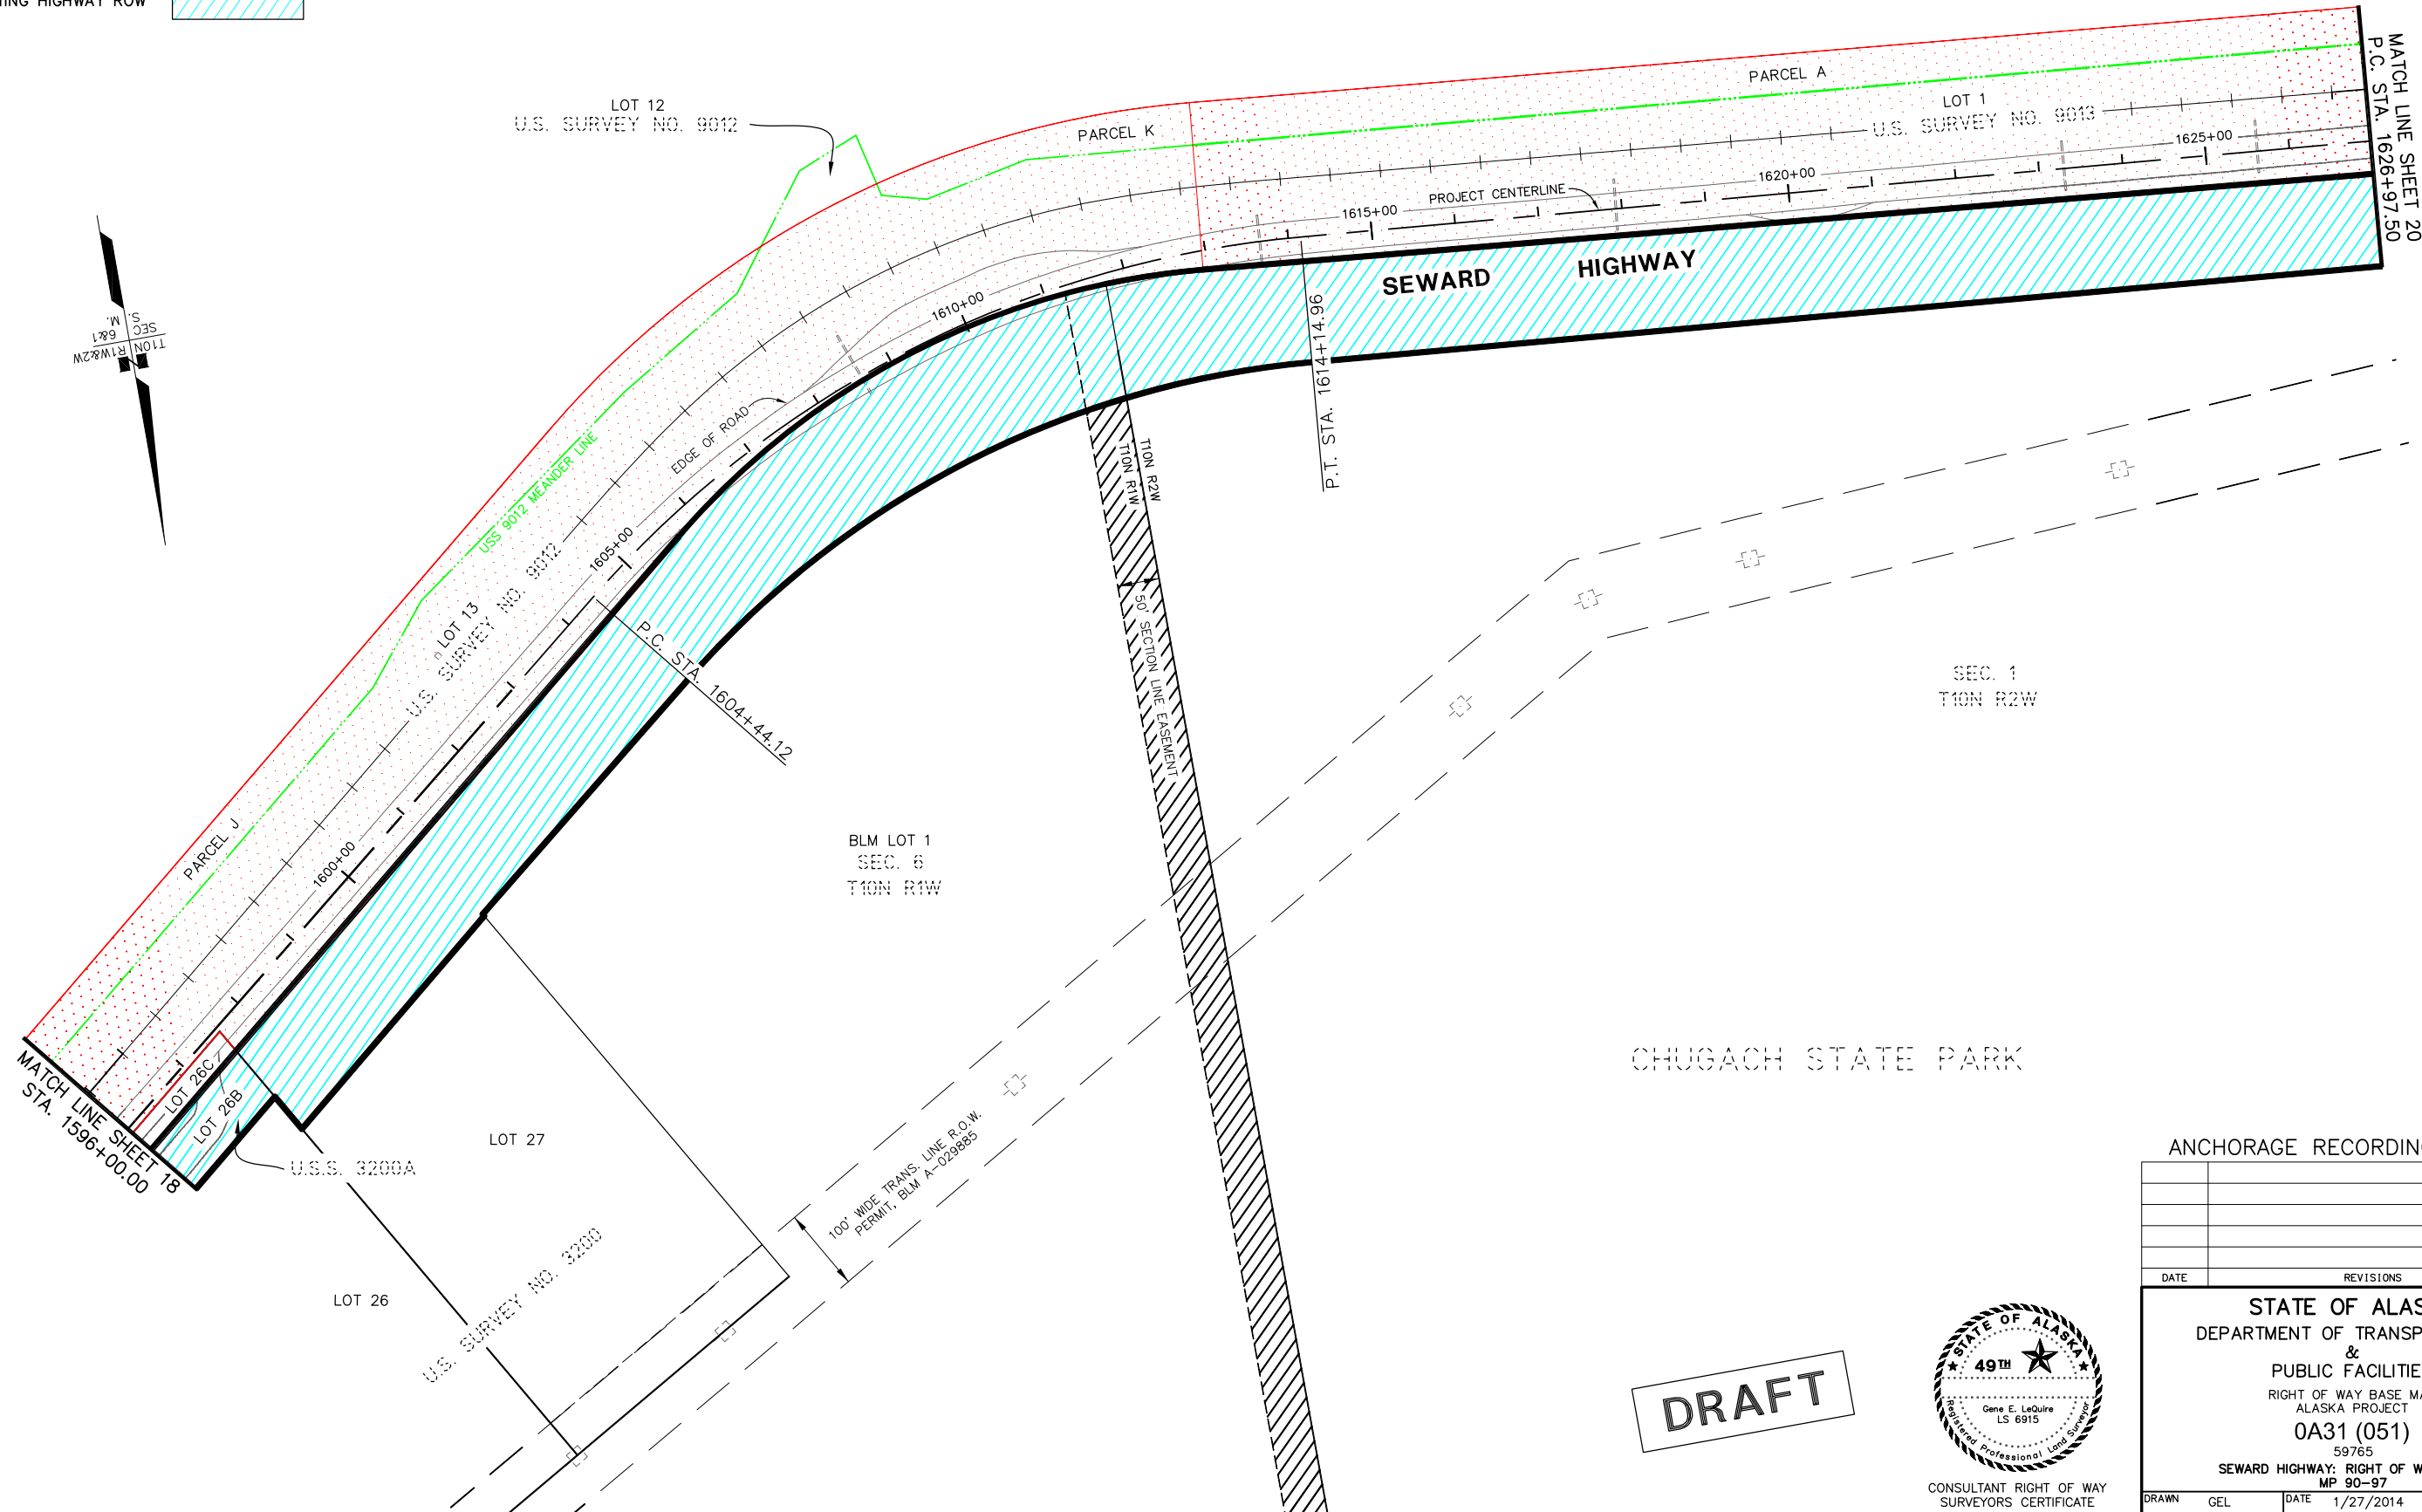 HIGHWAY ROW
LOT 12
U.S. SURVEY NO. 9012
PARCEL K
PARCEL A
LOT 1
U.S. SURVEY NO. 9013
1625+00
1620+00
PROJECT CENTERLINE
1615+00
1610+00
MATCH LINE SHEET 20
P.C. STA. 1626+97.50
SEWARD HIGHWAY
P.T. STA. 1614+14.96
T10N R1W&2W
SEC 6&1
S. M.
N
EDGE OF ROAD
USS 9012 MEANDER LINE
T10N R2W
T10N R1W
1605+00
LOT 13
U.S. SURVEY NO. 9012
P.C. STA. 1604+44.12
50' SECTION LINE EASEMENT
SEC. 1
T10N R2W
PARCEL J
1600+00
BLM LOT 1
SEC. 6
T10N R1W
CHUGACH STATE PARK
LOT 26C
LOT 26B
MATCH LINE SHEET 18
STA. 1596+00.00
U.S.S. 3200A
LOT 27
100' WIDE TRANS. LINE R.O.W.
PERMIT, BLM A-029885
U.S. SURVEY NO. 3200
LOT 26
DRAFT
STATE OF ALASKA
49TH
Gene E. LeQuire
LS 6915
Registered Professional Land Surveyor
CONSULTANT RIGHT OF WAY
SURVEYORS CERTIFICATE
ANCHORAGE RECORDIN
DATE REVISIONS
STATE OF ALAS
DEPARTMENT OF TRANSP
&
PUBLIC FACILITIE
RIGHT OF WAY BASE MA
ALASKA PROJECT
0A31 (051)
59765
SEWARD HIGHWAY: RIGHT OF W
MP 90-97
DRAWN GEL DATE 1/27/2014